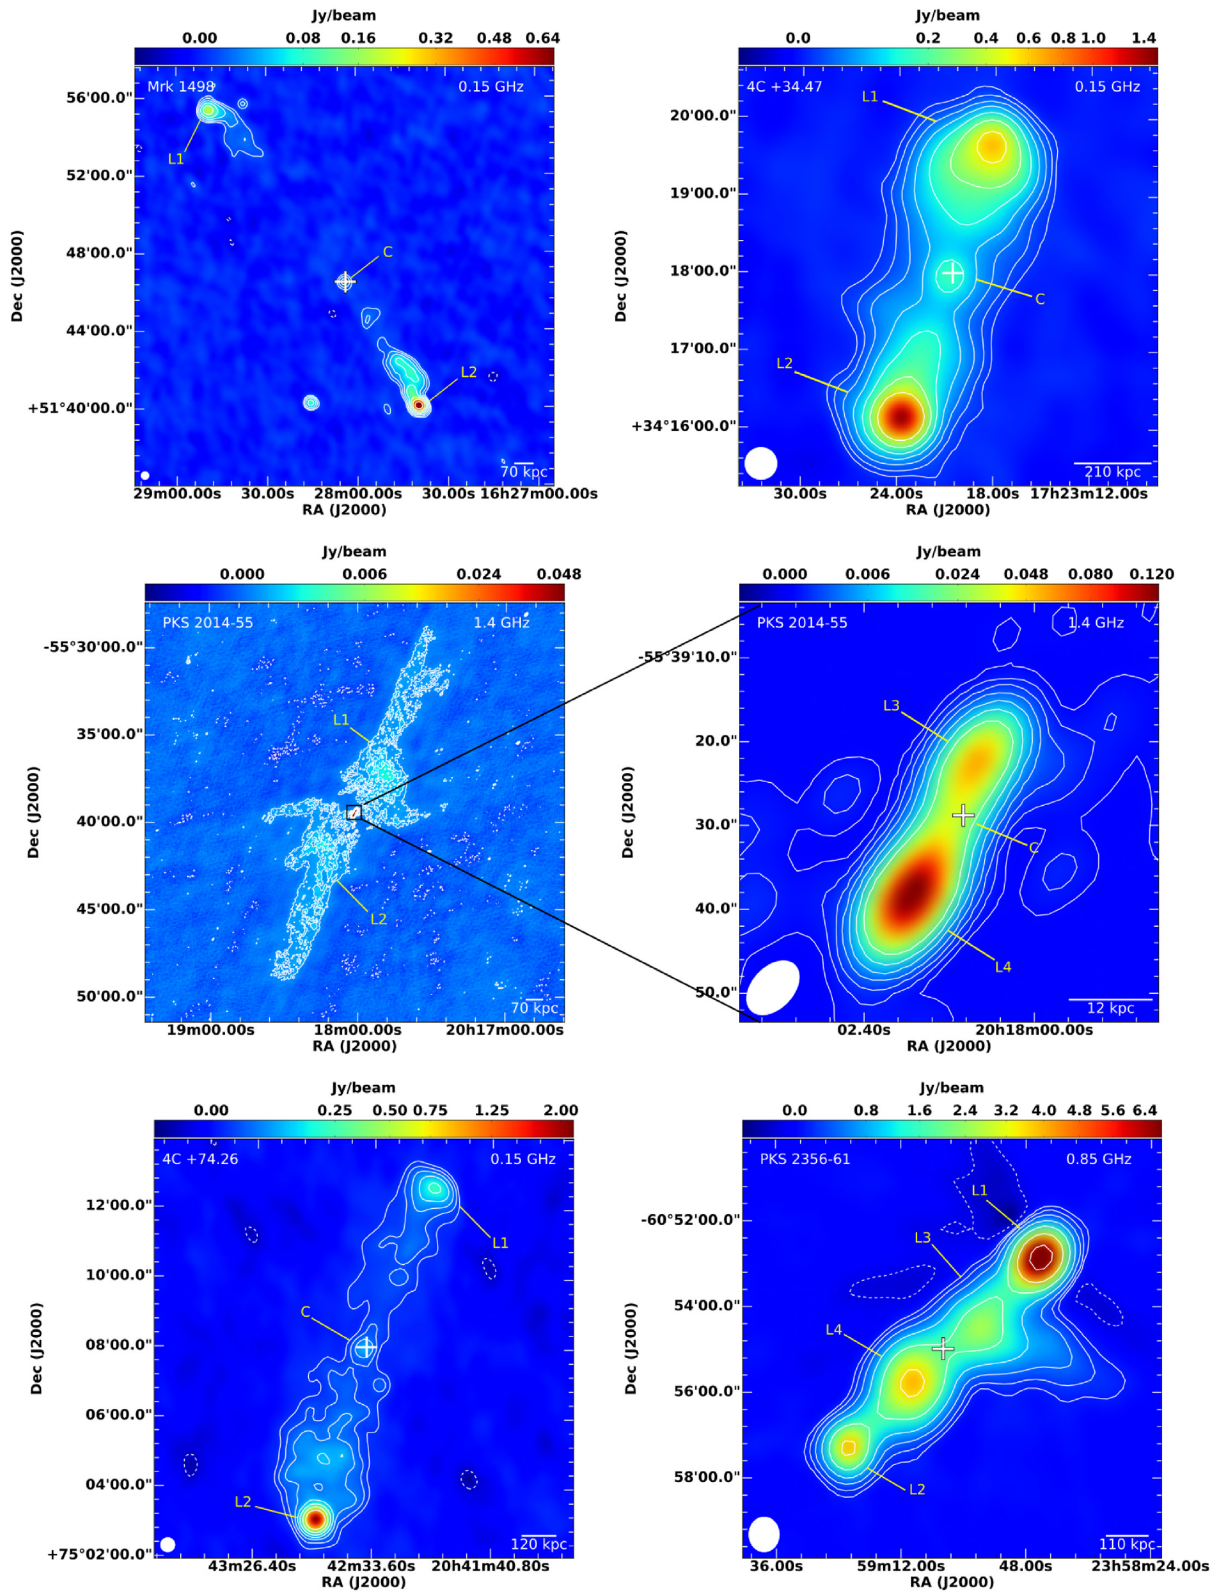 Jy/beam
0.00 0.08 0.16 0.32 0.48 0.64
Mrk 1498 0.15 GHz
56'00.0"
52'00.0"
48'00.0"
44'00.0"
+51°40'00.0"
Dec (J2000)
L1
C
L2
70 kpc
29m00.00s 30.00s 28m00.00s 30.00s 16h27m00.00s
RA (J2000)
Jy/beam
0.0 0.2 0.4 0.6 0.8 1.0 1.4
4C +34.47 0.15 GHz
20'00.0"
19'00.0"
18'00.0"
17'00.0"
+34°16'00.0"
Dec (J2000)
L1
C
L2
210 kpc
30.00s 24.00s 18.00s 17h23m12.00s
RA (J2000)
Jy/beam
0.000 0.006 0.024 0.048
PKS 2014-55 1.4 GHz
-55°30'00.0"
35'00.0"
40'00.0"
45'00.0"
50'00.0"
Dec (J2000)
L1
L2
70 kpc
19m00.00s 18m00.00s 20h17m00.00s
RA (J2000)
Jy/beam
0.000 0.006 0.024 0.048 0.080 0.120
PKS 2014-55 1.4 GHz
-55°39'10.0"
20.0"
30.0"
40.0"
50.0"
Dec (J2000)
L3
C
L4
12 kpc
02.40s 20h18m00.00s
RA (J2000)
Jy/beam
0.00 0.25 0.50 0.75 1.25 2.00
4C +74.26 0.15 GHz
12'00.0"
10'00.0"
08'00.0"
06'00.0"
04'00.0"
+75°02'00.0"
Dec (J2000)
L1
C
L2
120 kpc
43m26.40s 42m33.60s 20h41m40.80s
RA (J2000)
Jy/beam
0.0 0.8 1.6 2.4 3.2 4.0 4.8 5.6 6.4
PKS 2356-61 0.85 GHz
-60°52'00.0"
54'00.0"
56'00.0"
58'00.0"
Dec (J2000)
L1
L3
L4
L2
110 kpc
36.00s 59m12.00s 48.00s 23h58m24.00s
RA (J2000)